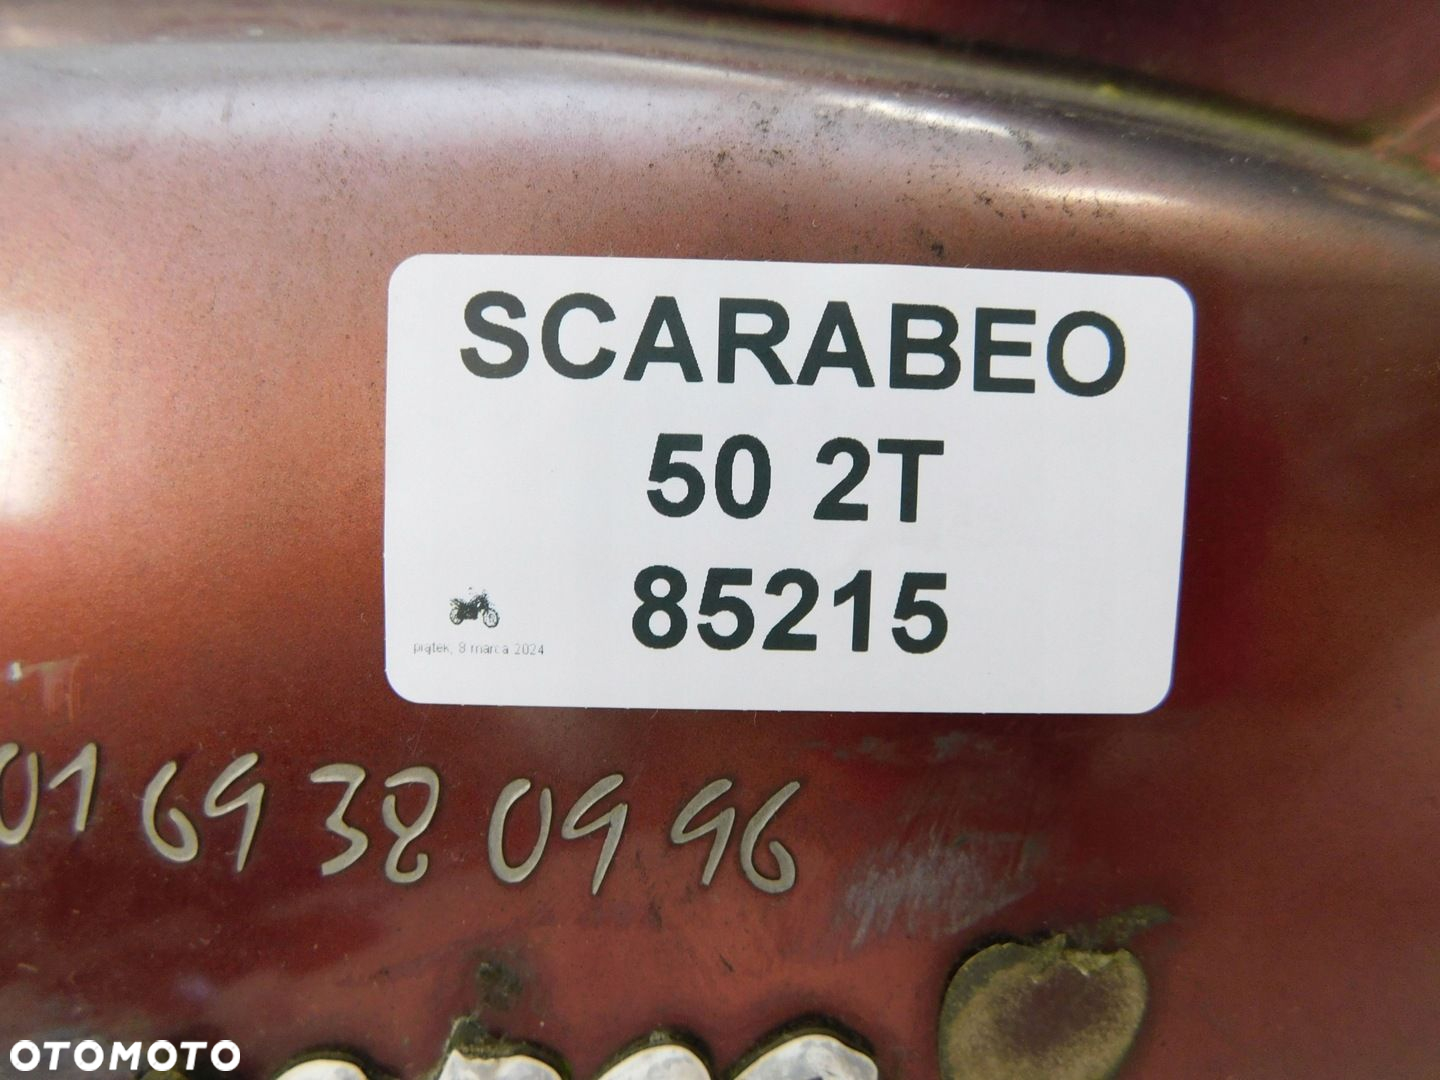 SCARABEO
50 2T
85215
piątek, 8 marca 2024
01 69 38 09 96
OTOMOTO